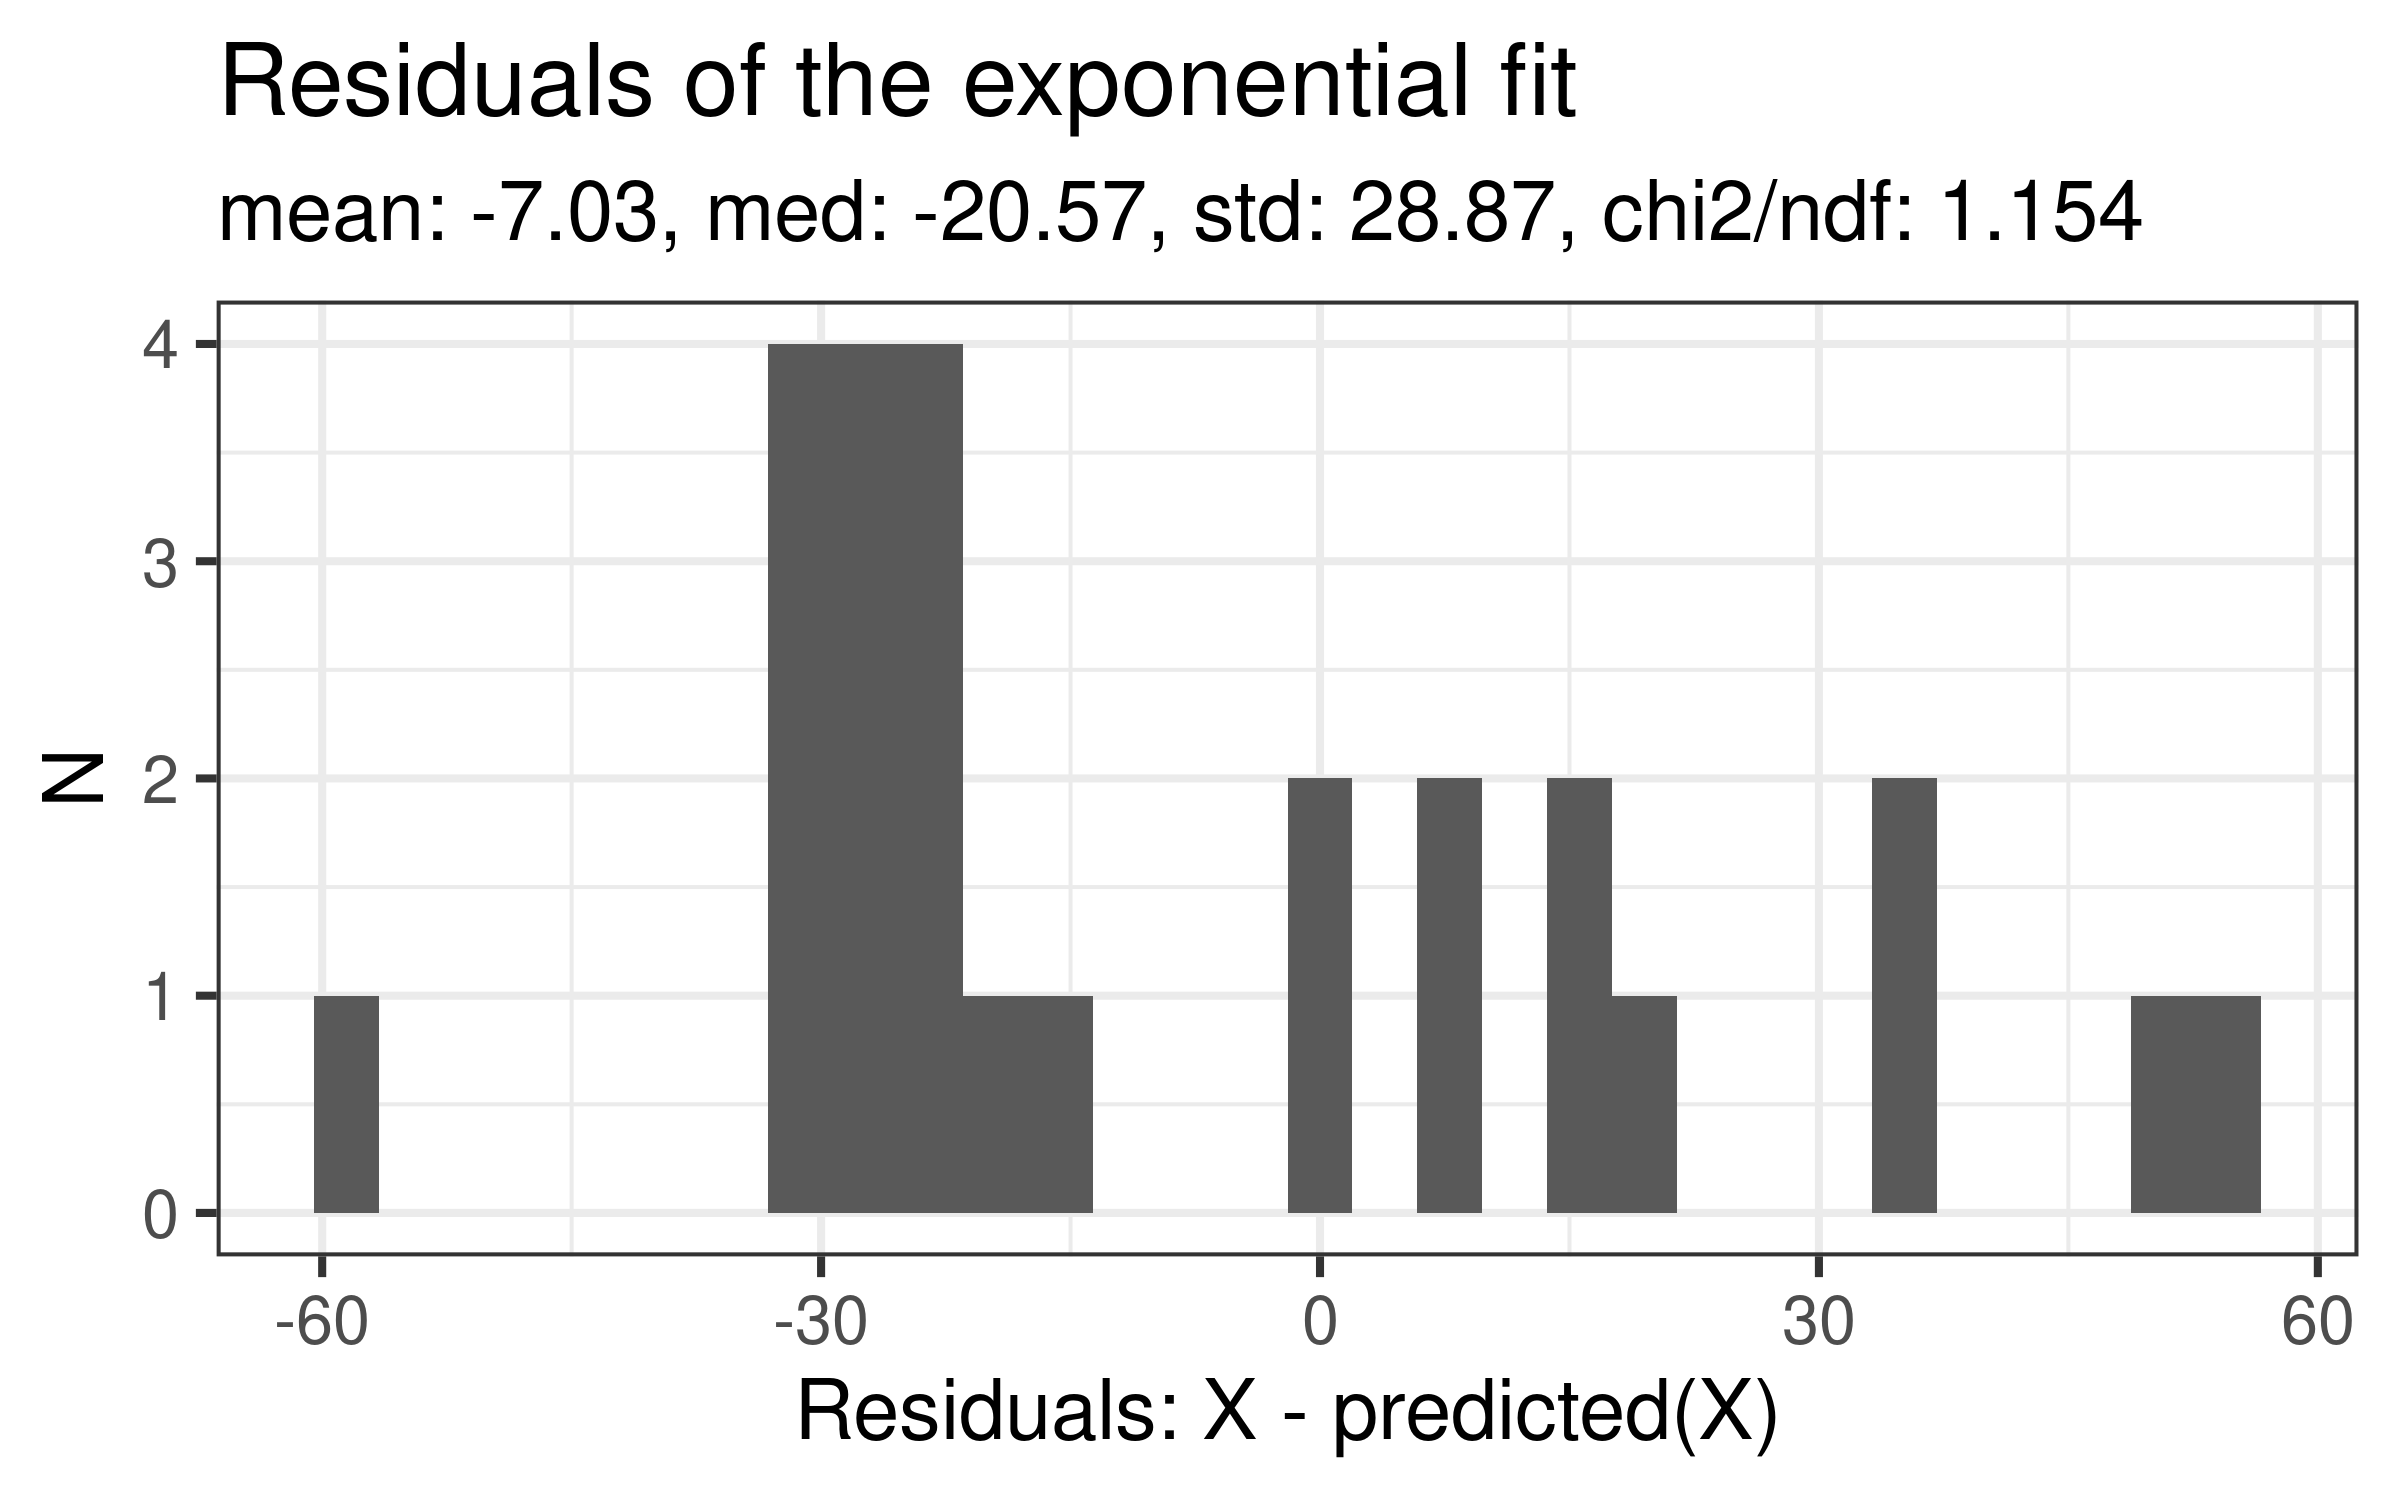 Residuals of the exponential fit
mean: -7.03, med: -20.57, std: 28.87, chi2/ndf: 1.154
4
3
2
1
0
N
-60 -30 0 30 60
Residuals: X - predicted(X)